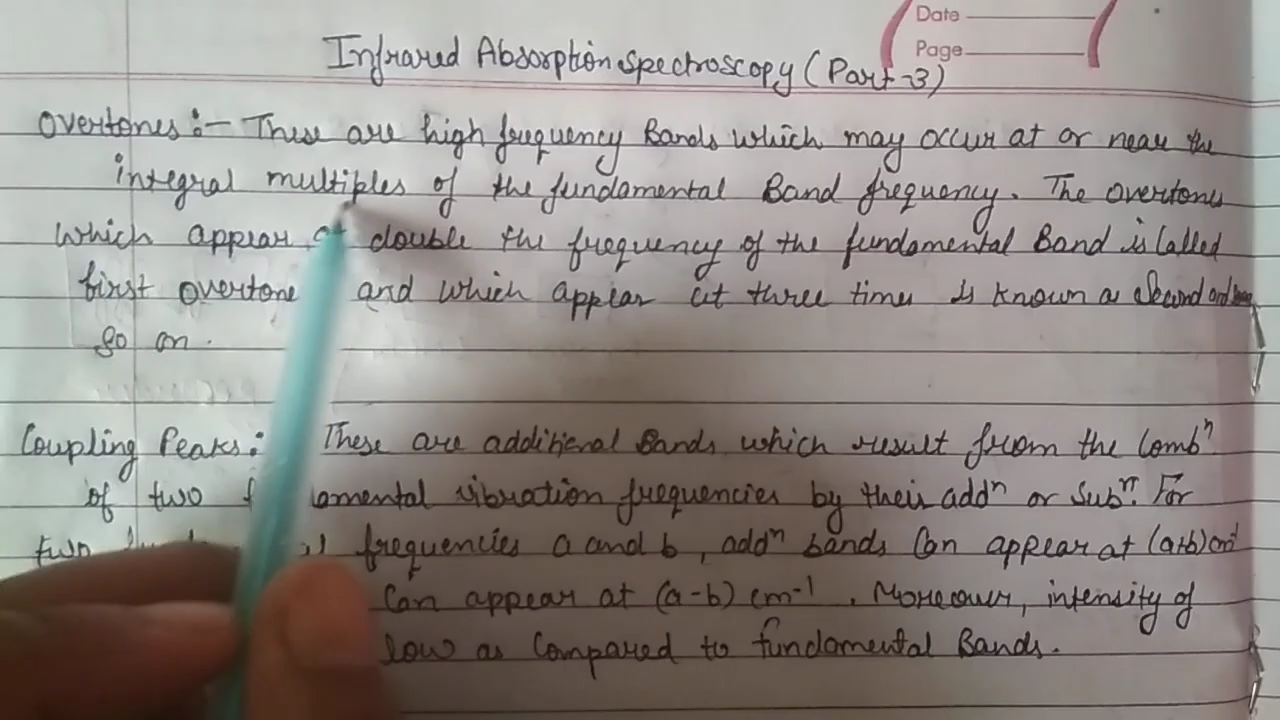 Date
Page
Infrared Absorption Spectroscopy (Part-3)
Overtones:- These are high frequency Bands which may occur at or near the
integral multiples of the fundamental Band frequency. The overtones
which appear at double the frequency of the fundamental Band is Called
first overtone and which appear at three times is known as Second and
so on.
Coupling Peaks: These are additional Bands which result from the Combⁿ
of two vibration frequencies by their addⁿ or Subⁿ. For
two frequencies a and b, addⁿ bands Can appear at (a+b) cm⁻¹
Can appear at (a-b) cm⁻¹. Moreover, intensity of
low as Compared to fundamental Bands.